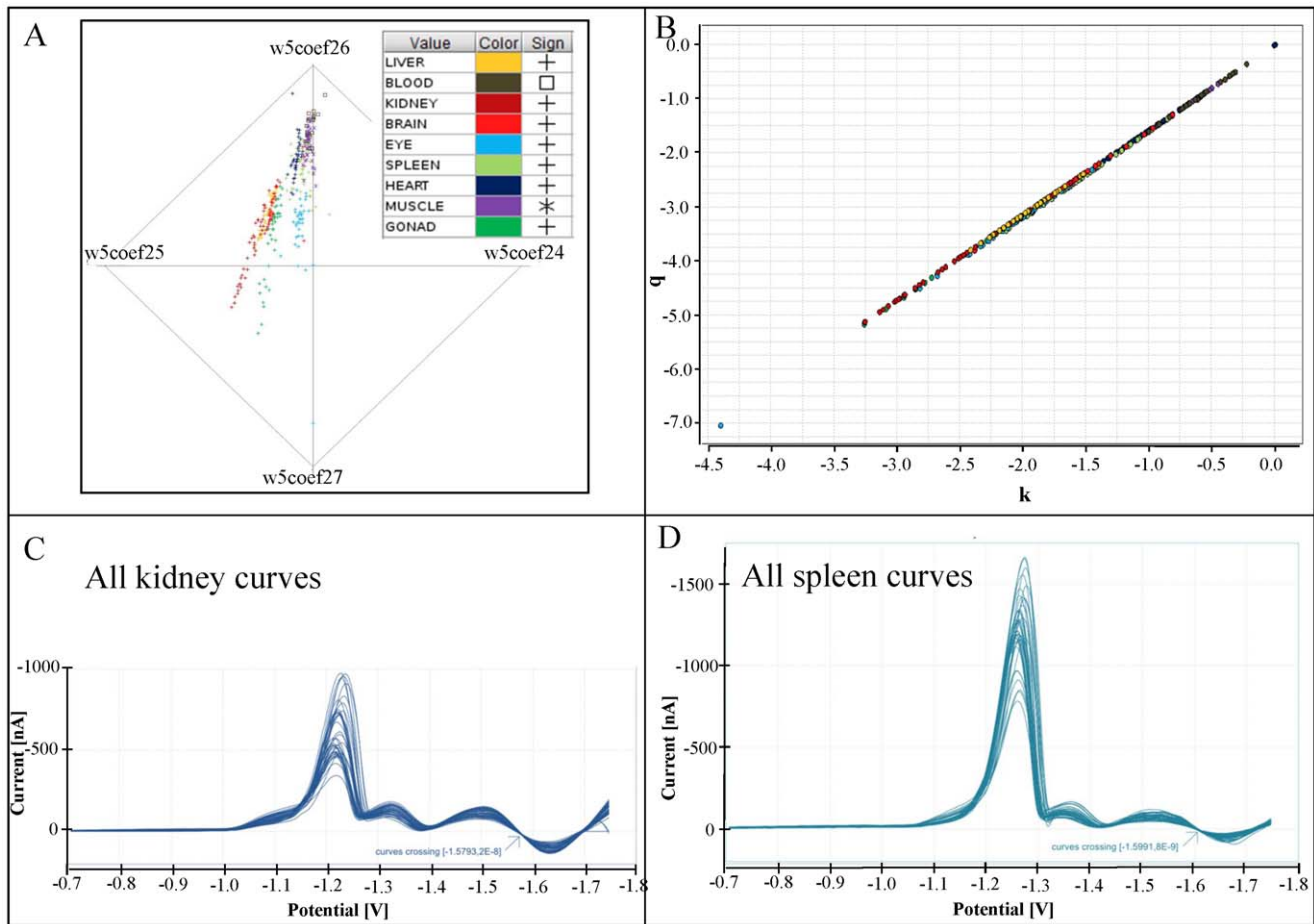 A
w5coef26
w5coef25
w5coef24
w5coef27
Value Color Sign
LIVER +
BLOOD □
KIDNEY +
BRAIN +
EYE +
SPLEEN +
HEART +
MUSCLE *
GONAD +
B
0.0
-1.0
-2.0
-3.0
-4.0
-5.0
-6.0
-7.0
q
-4.5 -4.0 -3.5 -3.0 -2.5 -2.0 -1.5 -1.0 -0.5 0.0
k
C
All kidney curves
-1000
-500
0
Current [nA]
curves crossing [-1.5793,2E-8]
-0.7 -0.8 -0.9 -1.0 -1.1 -1.2 -1.3 -1.4 -1.5 -1.6 -1.7 -1.8
Potential [V]
D
All spleen curves
-1500
-1000
-500
0
Current [nA]
curves crossing [-1.5991,8E-9]
-0.7 -0.8 -0.9 -1.0 -1.1 -1.2 -1.3 -1.4 -1.5 -1.6 -1.7 -1.8
Potential [V]